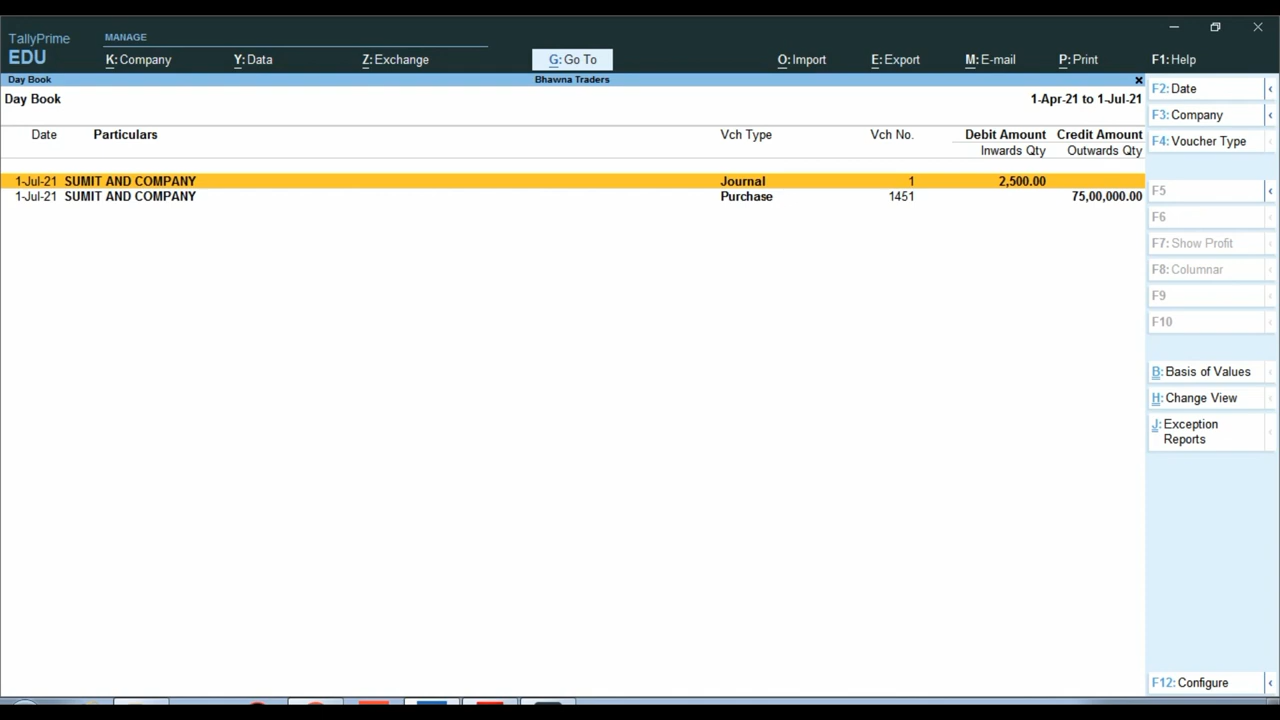 TallyPrime
EDU
MANAGE
K: Company Y: Data Z: Exchange G: Go To O: Import E: Export M: E-mail P: Print F1: Help
Day Book Bhawna Traders
Day Book 1-Apr-21 to 1-Jul-21
Date Particulars Vch Type Vch No. Debit Amount Credit Amount
Inwards Qty Outwards Qty
1-Jul-21 SUMIT AND COMPANY Journal 1 2,500.00
1-Jul-21 SUMIT AND COMPANY Purchase 1451 75,00,000.00
F2: Date
F3: Company
F4: Voucher Type
F5
F6
F7: Show Profit
F8: Columnar
F9
F10
B: Basis of Values
H: Change View
J: Exception
Reports
F12: Configure